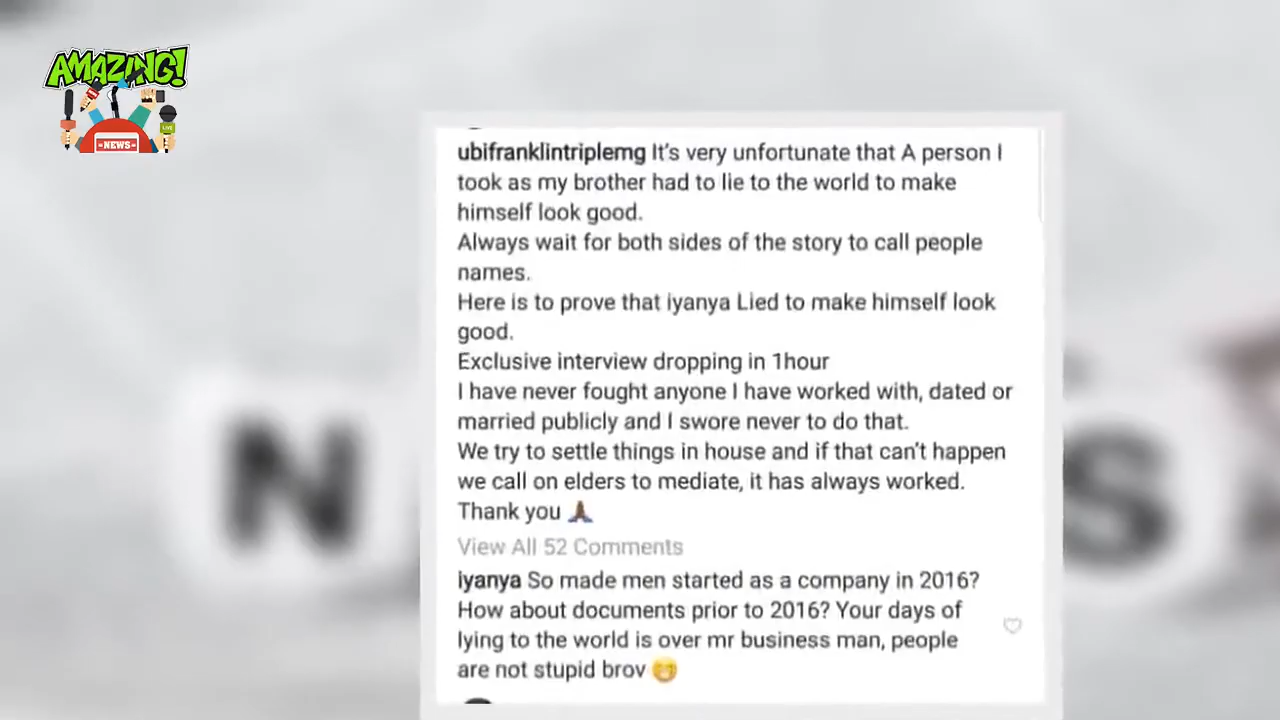 AMAZING!
LIVE
-NEWS-
ubifranklintriplemg It's very unfortunate that A person I
took as my brother had to lie to the world to make
himself look good.
Always wait for both sides of the story to call people
names.
Here is to prove that iyanya Lied to make himself look
good.
Exclusive interview dropping in 1hour
I have never fought anyone I have worked with, dated or
married publicly and I swore never to do that.
We try to settle things in house and if that can't happen
we call on elders to mediate, it has always worked.
Thank you 🙏🏾
View All 52 Comments
iyanya So made men started as a company in 2016?
How about documents prior to 2016? Your days of
lying to the world is over mr business man, people
are not stupid brov 😁
N
S